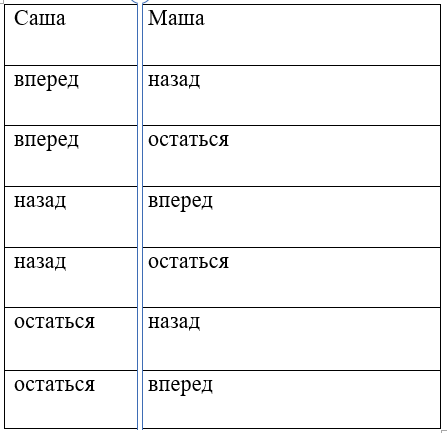 Саша Маша
вперед назад
вперед остаться
назад вперед
назад остаться
остаться назад
остаться вперед